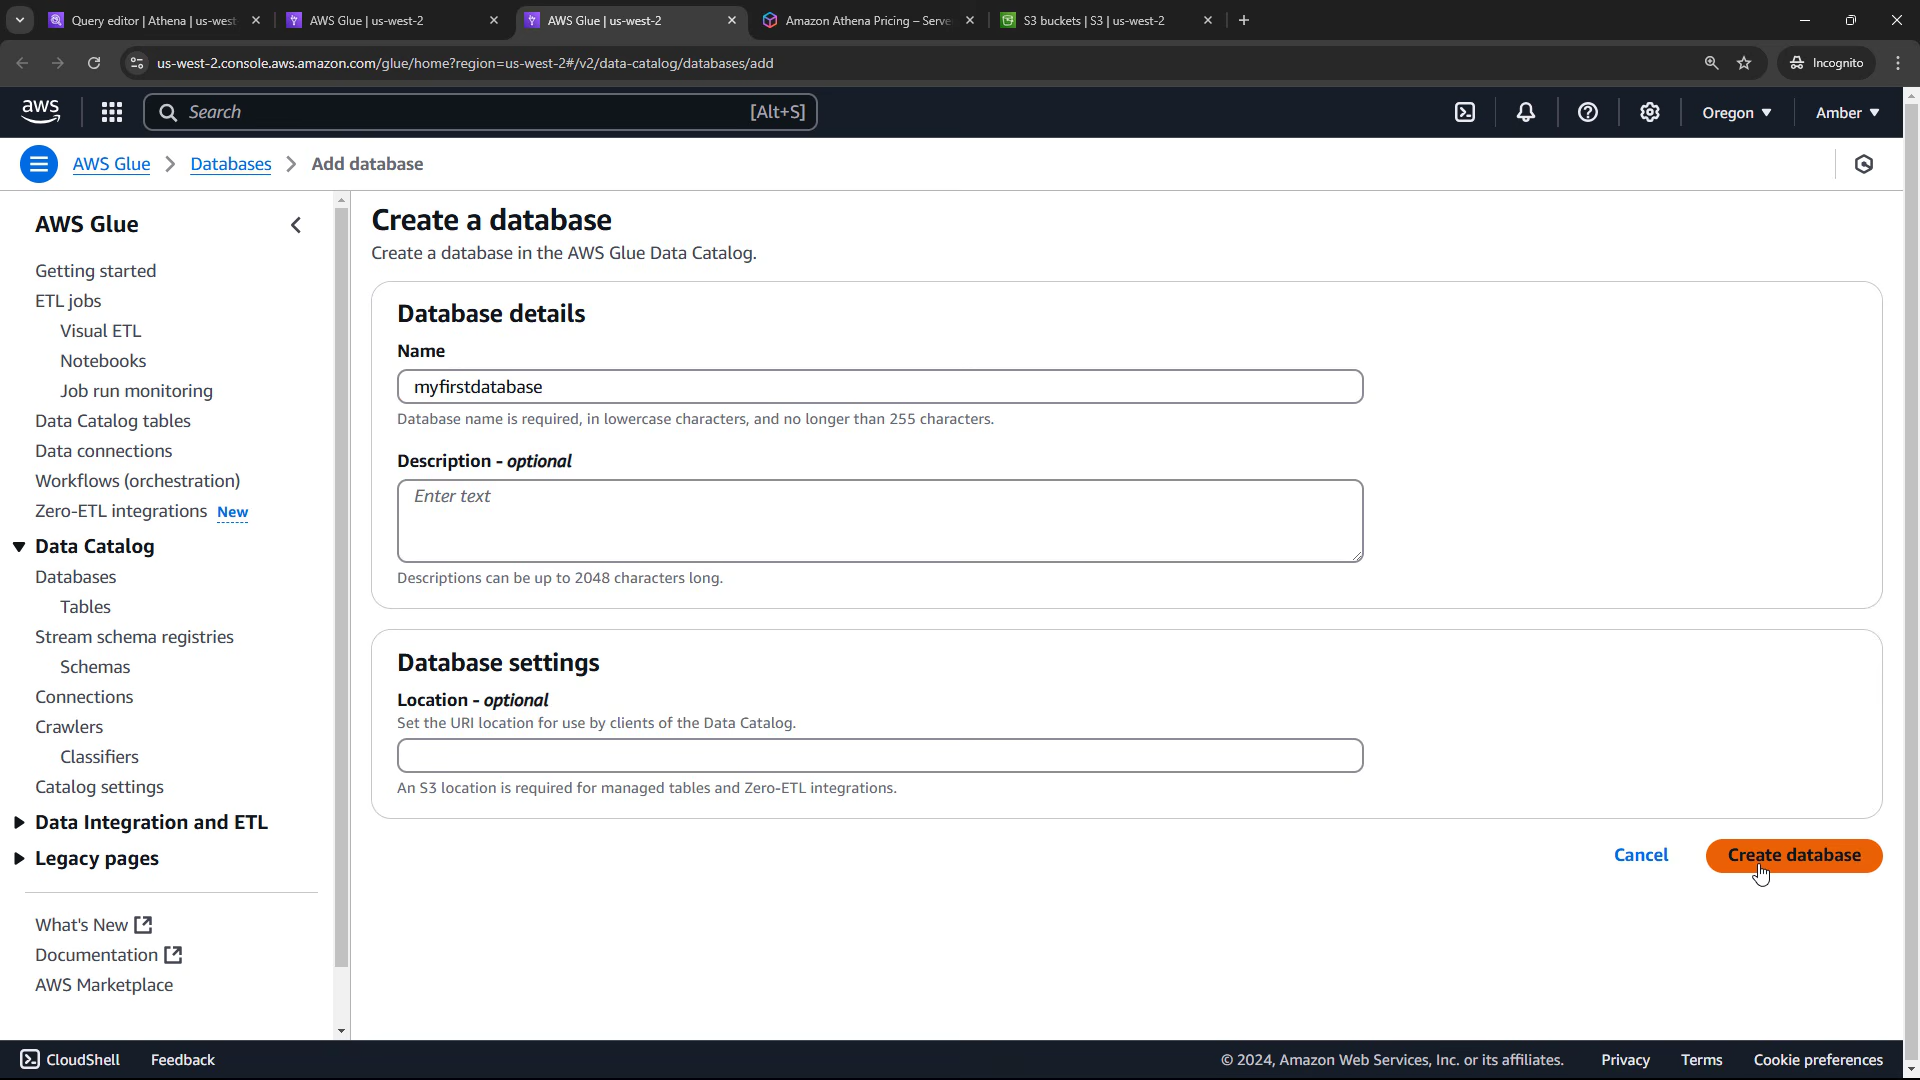 Query editor | Athena | us-west
AWS Glue | us-west-2
AWS Glue | us-west-2
Amazon Athena Pricing – Serve
S3 buckets | S3 | us-west-2
us-west-2.console.aws.amazon.com/glue/home?region=us-west-2#/v2/data-catalog/databases/add
Incognito
aws
Search
[Alt+S]
Oregon
Amber
AWS Glue
Databases
Add database
AWS Glue
Getting started
ETL jobs
Visual ETL
Notebooks
Job run monitoring
Data Catalog tables
Data connections
Workflows (orchestration)
Zero-ETL integrations New
Data Catalog
Databases
Tables
Stream schema registries
Schemas
Connections
Crawlers
Classifiers
Catalog settings
Data Integration and ETL
Legacy pages
What's New
Documentation
AWS Marketplace
Create a database
Create a database in the AWS Glue Data Catalog.
Database details
Name
myfirstdatabase
Database name is required, in lowercase characters, and no longer than 255 characters.
Description - optional
Enter text
Descriptions can be up to 2048 characters long.
Database settings
Location - optional
Set the URI location for use by clients of the Data Catalog.
An S3 location is required for managed tables and Zero-ETL integrations.
Cancel
Create database
CloudShell
Feedback
© 2024, Amazon Web Services, Inc. or its affiliates.
Privacy
Terms
Cookie preferences